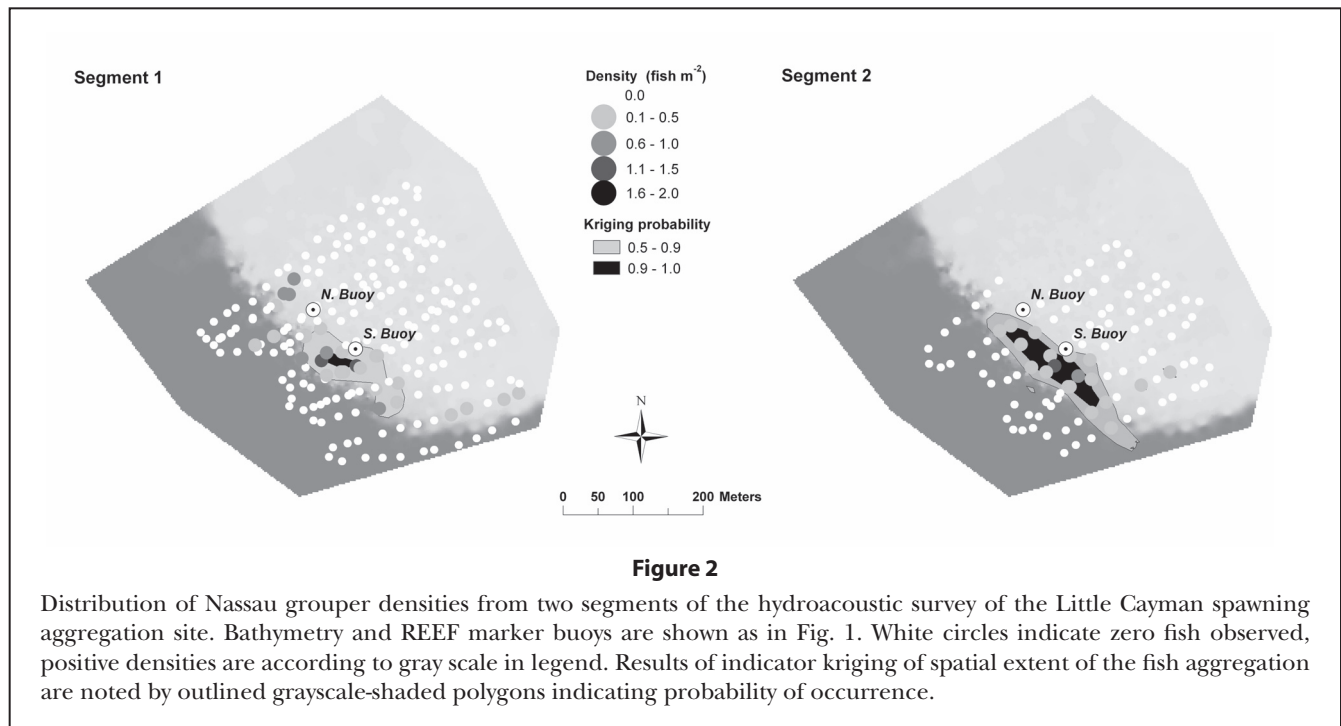 Segment 1
Density (fish m-2)
0.0
0.1 - 0.5
0.6 - 1.0
1.1 - 1.5
1.6 - 2.0
Kriging probability
0.5 - 0.9
0.9 - 1.0
Segment 2
N. Buoy
S. Buoy
N. Buoy
S. Buoy
N
0 50 100 200 Meters
Figure 2
Distribution of Nassau grouper densities from two segments of the hydroacoustic survey of the Little Cayman spawning
aggregation site. Bathymetry and REEF marker buoys are shown as in Fig. 1. White circles indicate zero fish observed,
positive densities are according to gray scale in legend. Results of indicator kriging of spatial extent of the fish aggregation
are noted by outlined grayscale-shaded polygons indicating probability of occurrence.